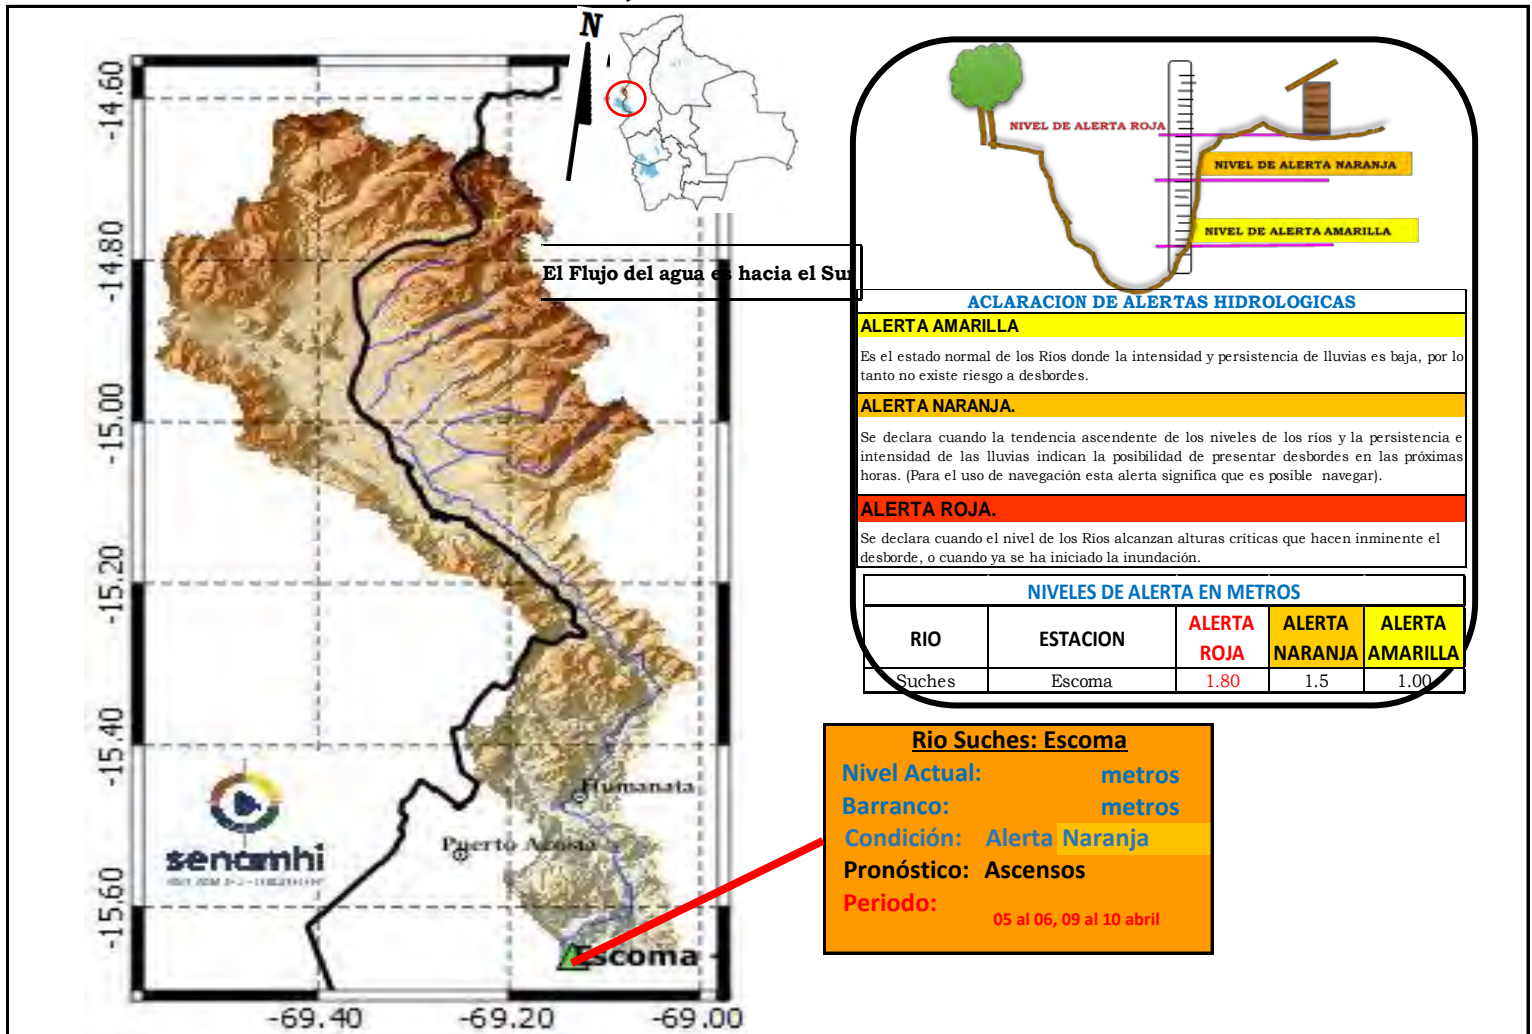 N
-14.60
-14.80
-15.00
-15.20
-15.40
-15.60
-69.40
-69.20
-69.00
El Flujo del agua es hacia el Sur
Humanata
Puerto Acosta
Escoma
senamhi
NIVEL DE ALERTA ROJA
NIVEL DE ALERTA NARANJA
NIVEL DE ALERTA AMARILLA
ACLARACION DE ALERTAS HIDROLOGICAS
ALERTA AMARILLA
Es el estado normal de los Ríos donde la intensidad y persistencia de lluvias es baja, por lo
tanto no existe riesgo a desbordes.
ALERTA NARANJA.
Se declara cuando la tendencia ascendente de los niveles de los ríos y la persistencia e
intensidad de las lluvias indican la posibilidad de presentar desbordes en las próximas
horas. (Para el uso de navegación esta alerta significa que es posible navegar).
ALERTA ROJA.
Se declara cuando el nivel de los Ríos alcanzan alturas críticas que hacen inminente el
desborde, o cuando ya se ha iniciado la inundación.
NIVELES DE ALERTA EN METROS
RIO ESTACION ALERTA ROJA ALERTA NARANJA ALERTA AMARILLA
Suches Escoma 1.80 1.5 1.00
Rio Suches: Escoma
Nivel Actual: metros
Barranco: metros
Condición: Alerta Naranja
Pronóstico: Ascensos
Periodo:
05 al 06, 09 al 10 abril